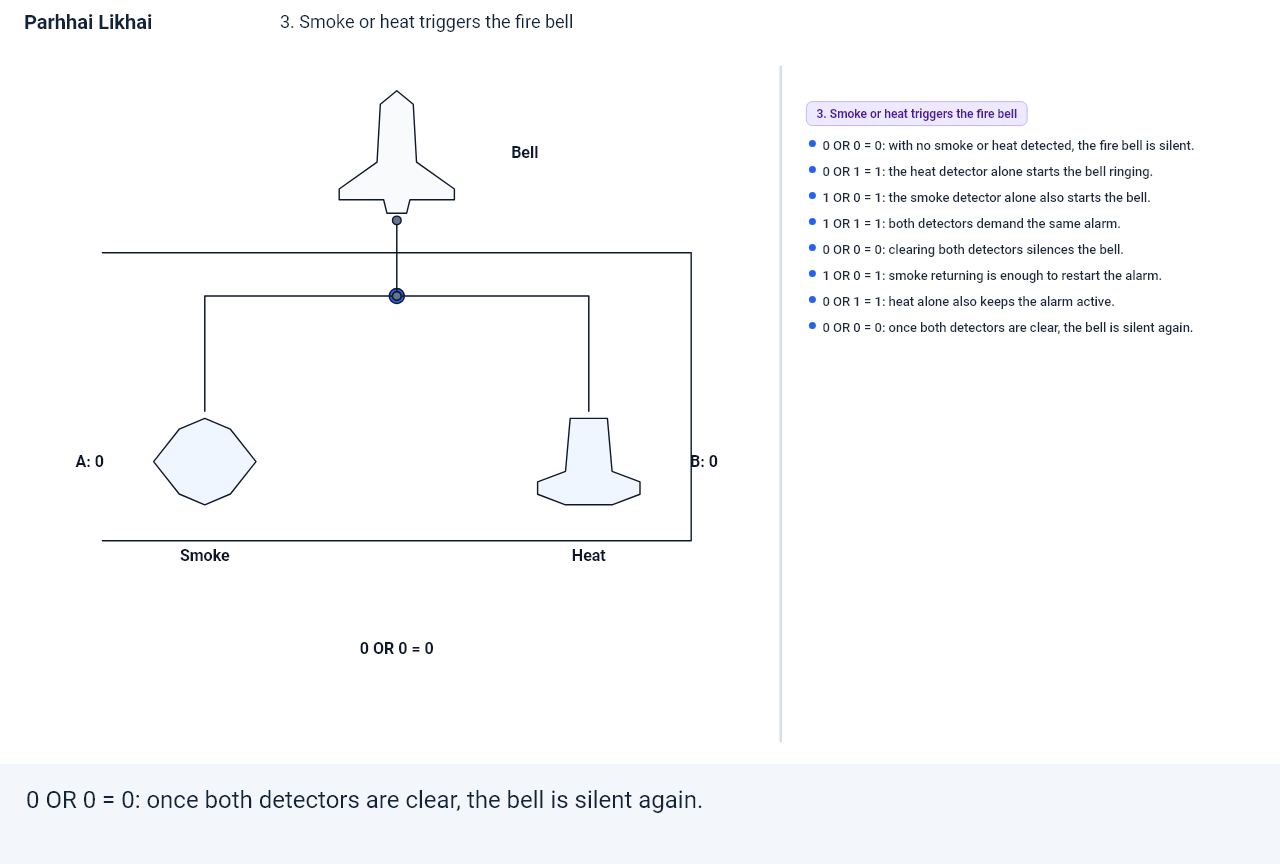 Parhhai Likhai
3. Smoke or heat triggers the fire bell
Bell
A: 0
B: 0
Smoke
Heat
0 OR 0 = 0
3. Smoke or heat triggers the fire bell
0 OR 0 = 0: with no smoke or heat detected, the fire bell is silent.
0 OR 1 = 1: the heat detector alone starts the bell ringing.
1 OR 0 = 1: the smoke detector alone also starts the bell.
1 OR 1 = 1: both detectors demand the same alarm.
0 OR 0 = 0: clearing both detectors silences the bell.
1 OR 0 = 1: smoke returning is enough to restart the alarm.
0 OR 1 = 1: heat alone also keeps the alarm active.
0 OR 0 = 0: once both detectors are clear, the bell is silent again.
0 OR 0 = 0: once both detectors are clear, the bell is silent again.